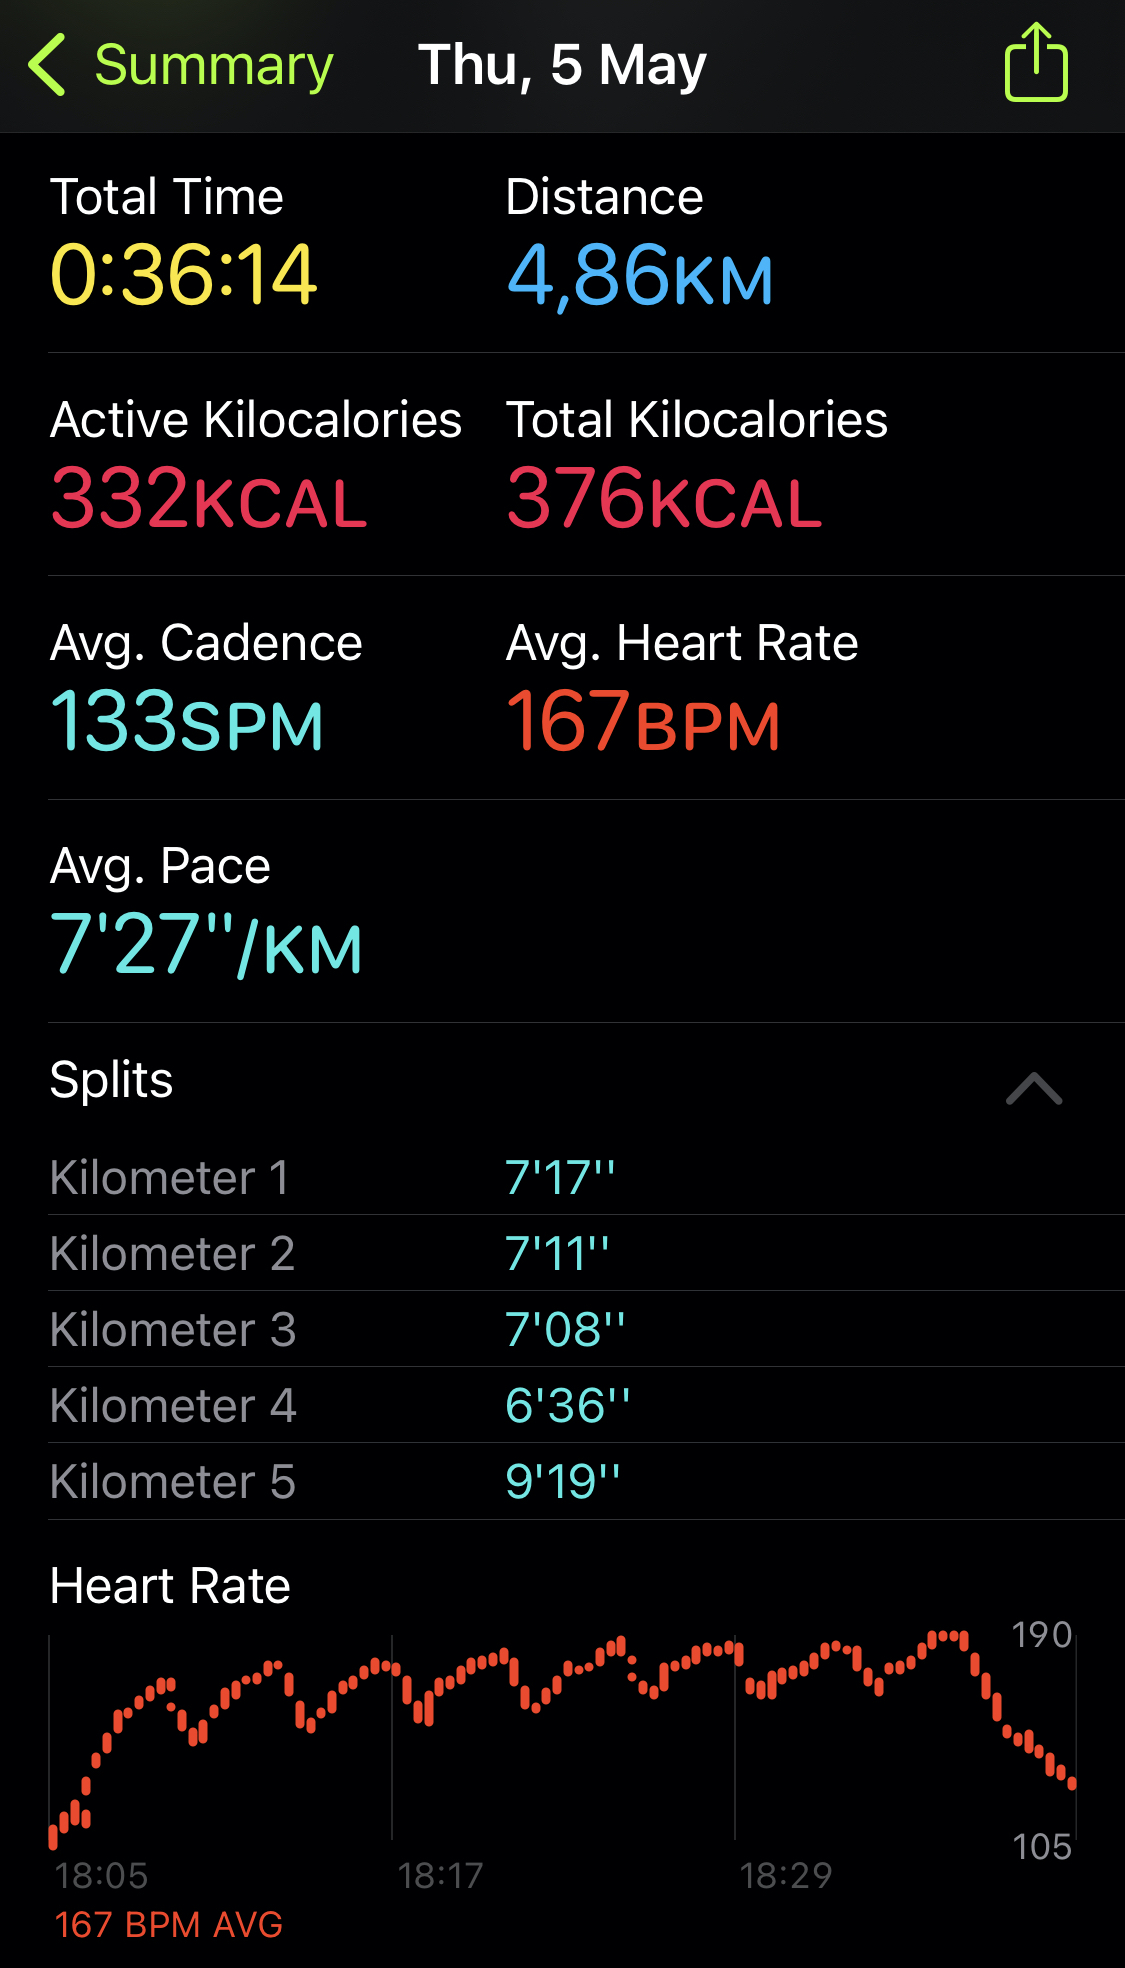 Summary
Thu, 5 May
Total Time
Distance
0:36:14
4,86KM
Active Kilocalories
Total Kilocalories
332KCAL
376KCAL
Avg. Cadence
Avg. Heart Rate
133SPM
167BPM
Avg. Pace
7'27"/KM
Splits
Kilometer 1 7'17''
Kilometer 2 7'11''
Kilometer 3 7'08''
Kilometer 4 6'36''
Kilometer 5 9'19''
Heart Rate
190
105
18:05 18:17 18:29
167 BPM AVG